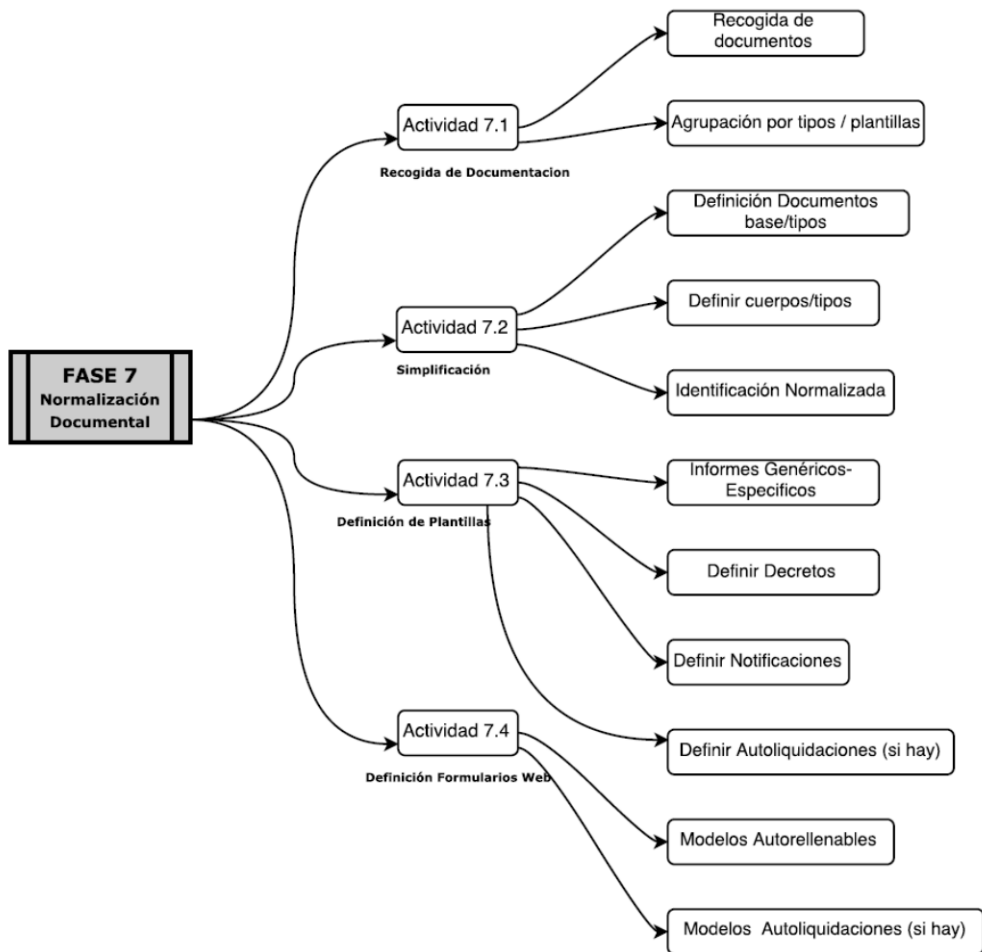 FASE 7
Normalización
Documental
Actividad 7.1
Recogida de Documentacion
Recogida de
documentos
Agrupación por tipos / plantillas
Actividad 7.2
Simplificación
Definición Documentos
base/tipos
Definir cuerpos/tipos
Identificación Normalizada
Actividad 7.3
Definición de Plantillas
Informes Genéricos-
Especificos
Definir Decretos
Definir Notificaciones
Definir Autoliquidaciones (si hay)
Actividad 7.4
Definición Formularios Web
Modelos Autorellenables
Modelos Autoliquidaciones (si hay)